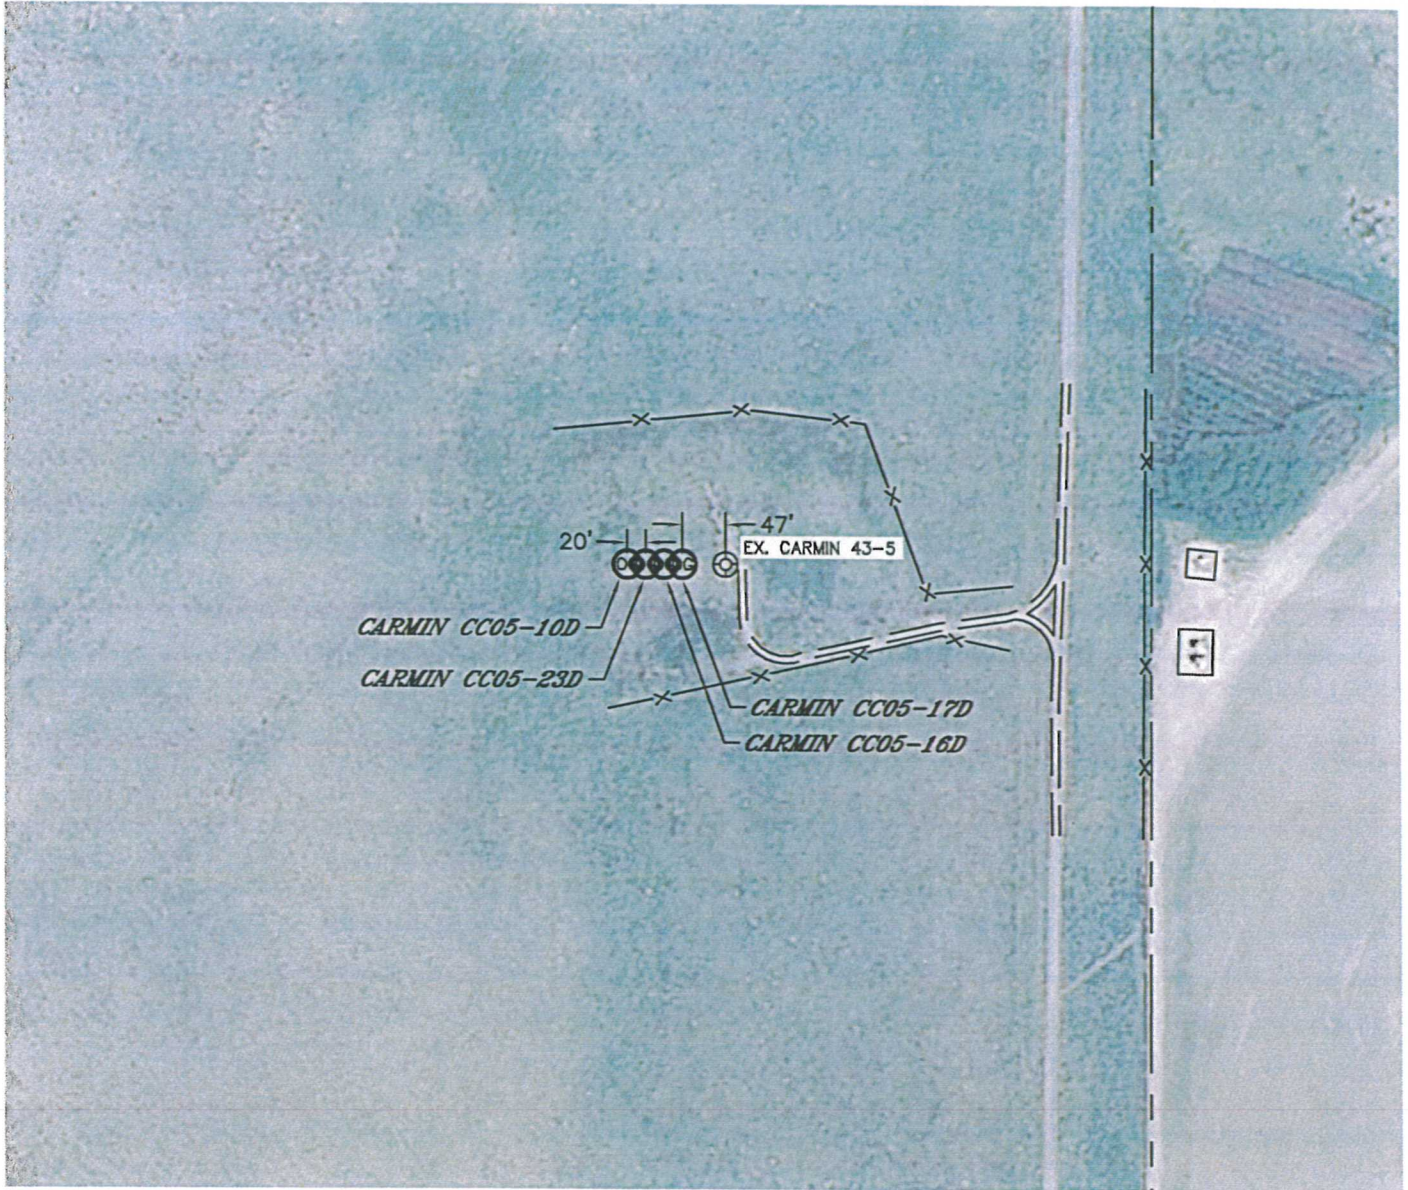 20'
47'
EX. CARMIN 43-5
CARMIN CC05-10D
CARMIN CC05-23D
CARMIN CC05-17D
CARMIN CC05-16D